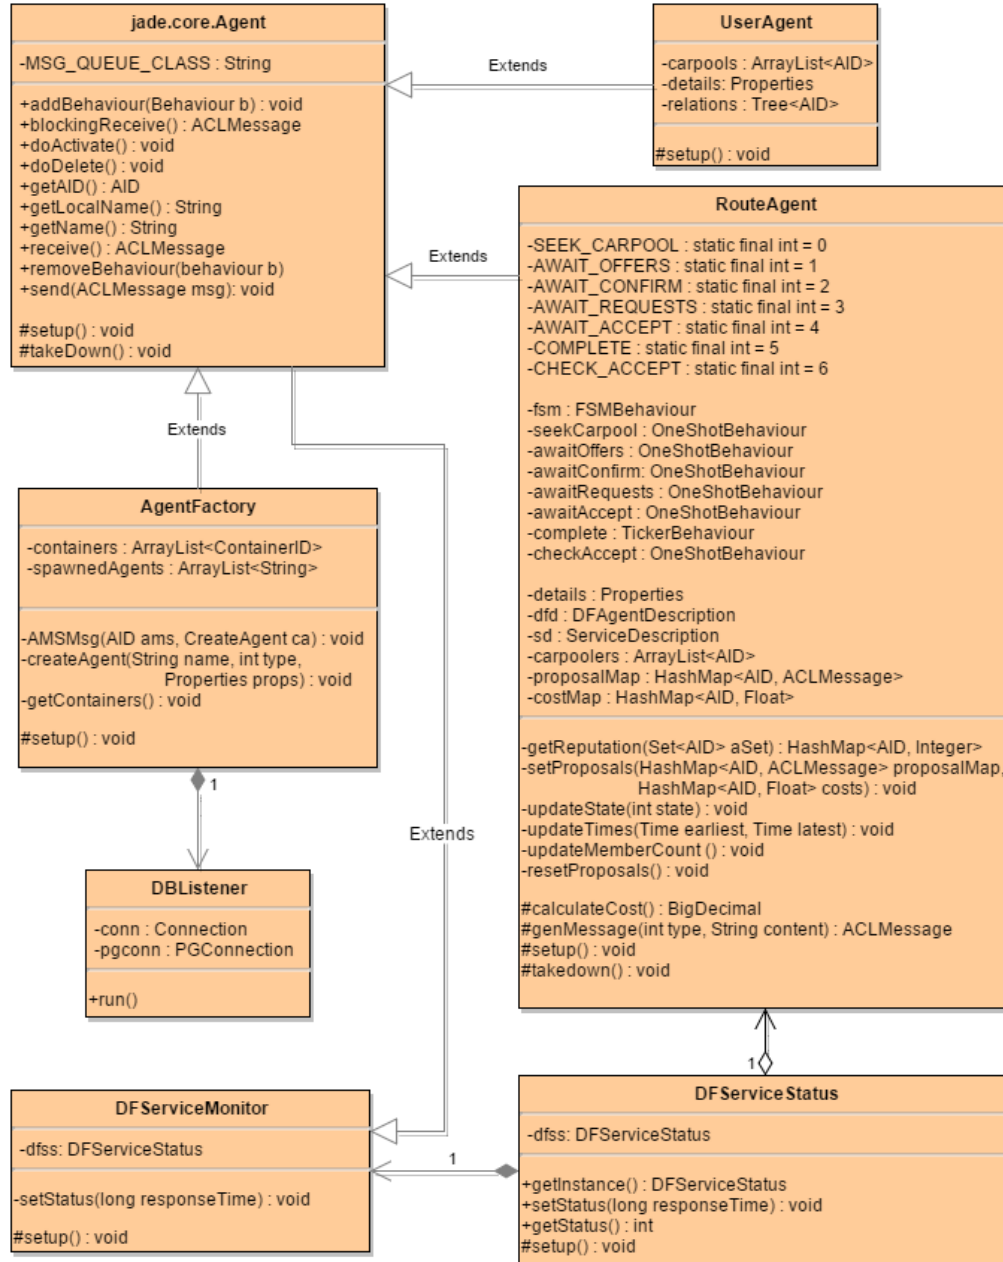 jade.core.Agent
-MSG_QUEUE_CLASS : String
+addBehaviour(Behaviour b) : void
+blockingReceive() : ACLMessage
+doActivate() : void
+doDelete() : void
+getAID() : AID
+getLocalName() : String
+getName() : String
+receive() : ACLMessage
+removeBehaviour(behaviour b)
+send(ACLMessage msg): void
#setup() : void
#takeDown() : void
Extends
UserAgent
-carpools : ArrayList<AID>
-details: Properties
-relations : Tree<AID>
#setup() : void
Extends
RouteAgent
-SEEK_CARPOOL : static final int = 0
-AWAIT_OFFERS : static final int = 1
-AWAIT_CONFIRM : static final int = 2
-AWAIT_REQUESTS : static final int = 3
-AWAIT_ACCEPT : static final int = 4
-COMPLETE : static final int = 5
-CHECK_ACCEPT : static final int = 6
-fsm : FSMBehaviour
-seekCarpool : OneShotBehaviour
-awaitOffers : OneShotBehaviour
-awaitConfirm: OneShotBehaviour
-awaitRequests : OneShotBehaviour
-awaitAccept : OneShotBehaviour
-complete : TickerBehaviour
-checkAccept : OneShotBehaviour
-details : Properties
-dfd : DFAgentDescription
-sd : ServiceDescription
-carpoolers : ArrayList<AID>
-proposalMap : HashMap<AID, ACLMessage>
-costMap : HashMap<AID, Float>
-getReputation(Set<AID> aSet) : HashMap<AID, Integer>
-setProposals(HashMap<AID, ACLMessage> proposalMap,
HashMap<AID, Float> costs) : void
-updateState(int state) : void
-updateTimes(Time earliest, Time latest) : void
-updateMemberCount () : void
-resetProposals() : void
#calculateCost() : BigDecimal
#genMessage(int type, String content) : ACLMessage
#setup() : void
#takedown() : void
Extends
AgentFactory
-containers : ArrayList<ContainerID>
-spawnedAgents : ArrayList<String>
-AMSMsg(AID ams, CreateAgent ca) : void
-createAgent(String name, int type,
Properties props) : void
-getContainers() : void
#setup() : void
1
Extends
DBListener
-conn : Connection
-pgconn : PGConnection
+run()
DFServiceMonitor
-dfss: DFServiceStatus
-setStatus(long responseTime) : void
#setup() : void
1
1
DFServiceStatus
-dfss: DFServiceStatus
+getInstance() : DFServiceStatus
+setStatus(long responseTime) : void
+getStatus() : int
#setup() : void